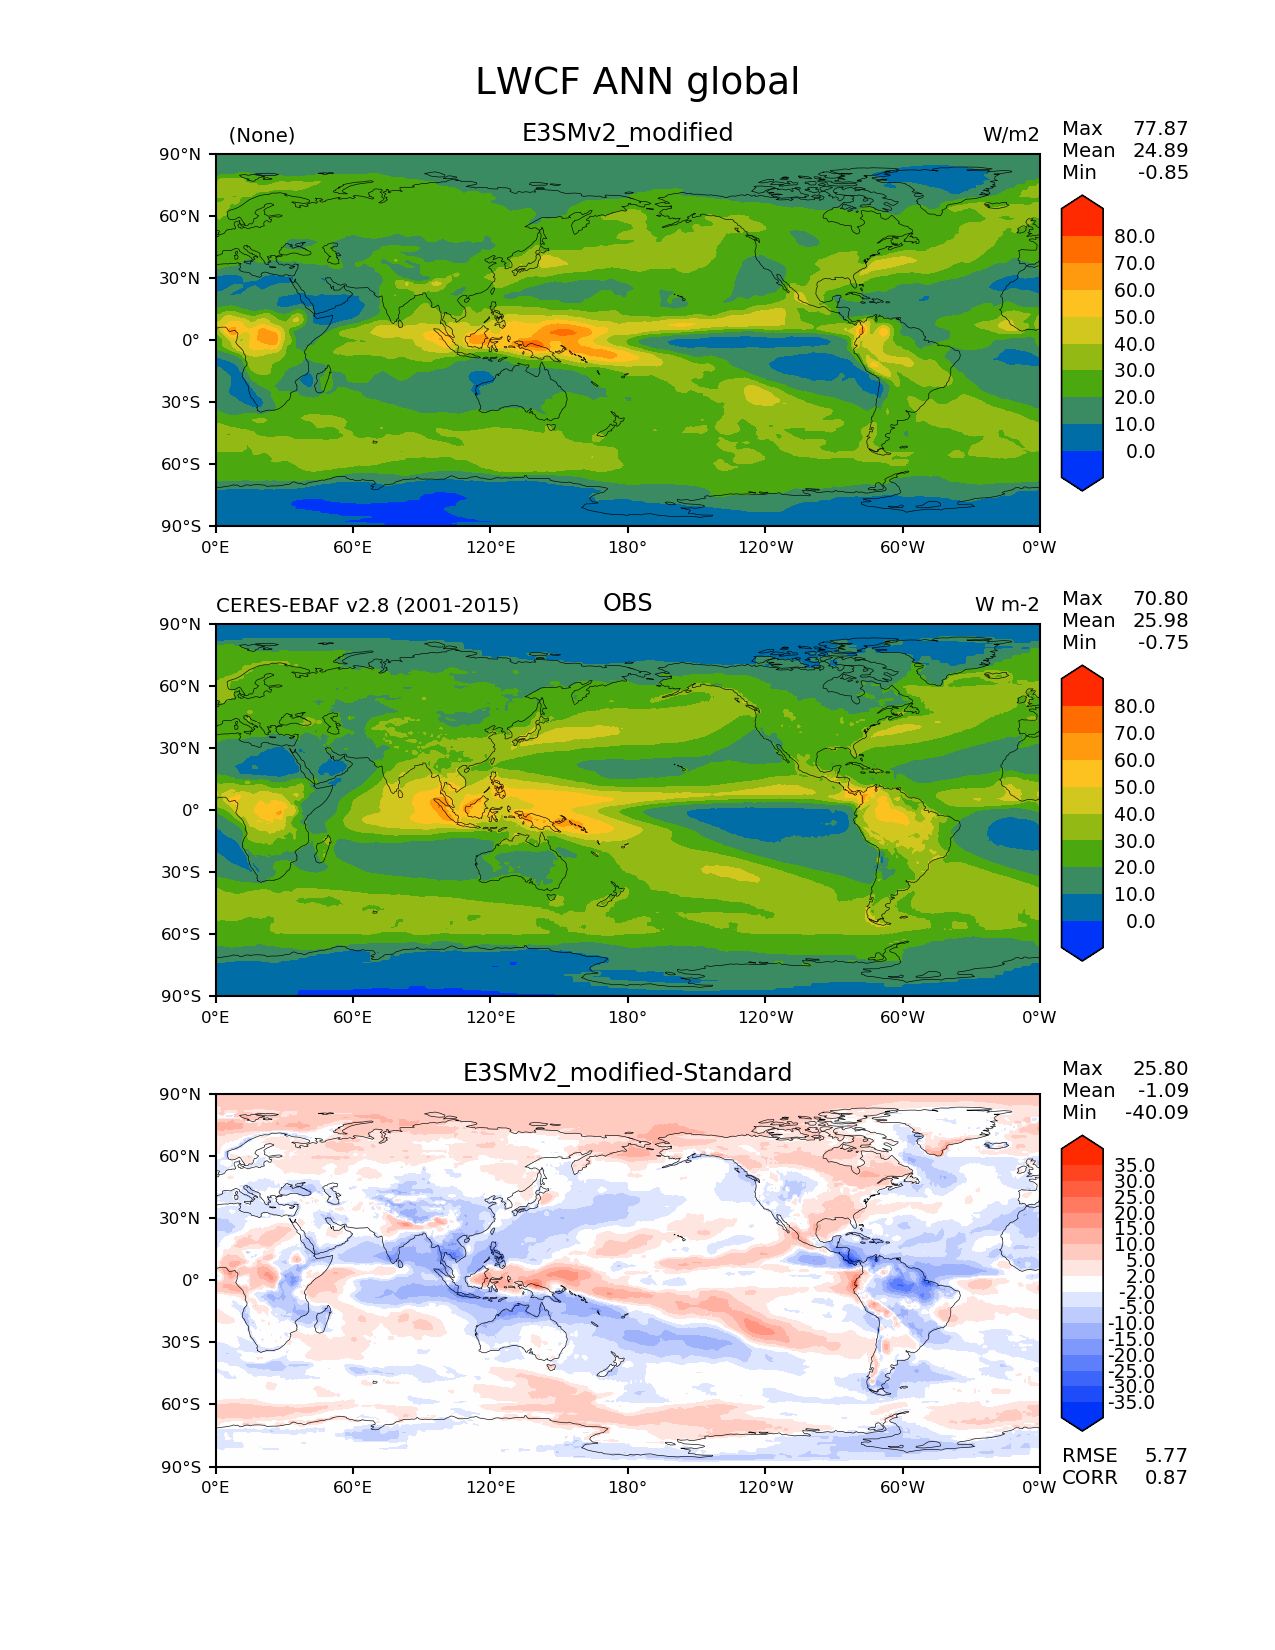 LWCF ANN global
(None) E3SMv2_modified W/m2
Max 77.87
Mean 24.89
Min -0.85
90°N
60°N
30°N
0°
30°S
60°S
90°S
0°E 60°E 120°E 180° 120°W 60°W 0°W
80.0
70.0
60.0
50.0
40.0
30.0
20.0
10.0
0.0
CERES-EBAF v2.8 (2001-2015) OBS W m-2
Max 70.80
Mean 25.98
Min -0.75
90°N
60°N
30°N
0°
30°S
60°S
90°S
0°E 60°E 120°E 180° 120°W 60°W 0°W
80.0
70.0
60.0
50.0
40.0
30.0
20.0
10.0
0.0
E3SMv2_modified-Standard
Max 25.80
Mean -1.09
Min -40.09
90°N
60°N
30°N
0°
30°S
60°S
90°S
0°E 60°E 120°E 180° 120°W 60°W 0°W
35.0
30.0
25.0
20.0
15.0
10.0
5.0
2.0
-2.0
-5.0
-10.0
-15.0
-20.0
-25.0
-30.0
-35.0
RMSE 5.77
CORR 0.87